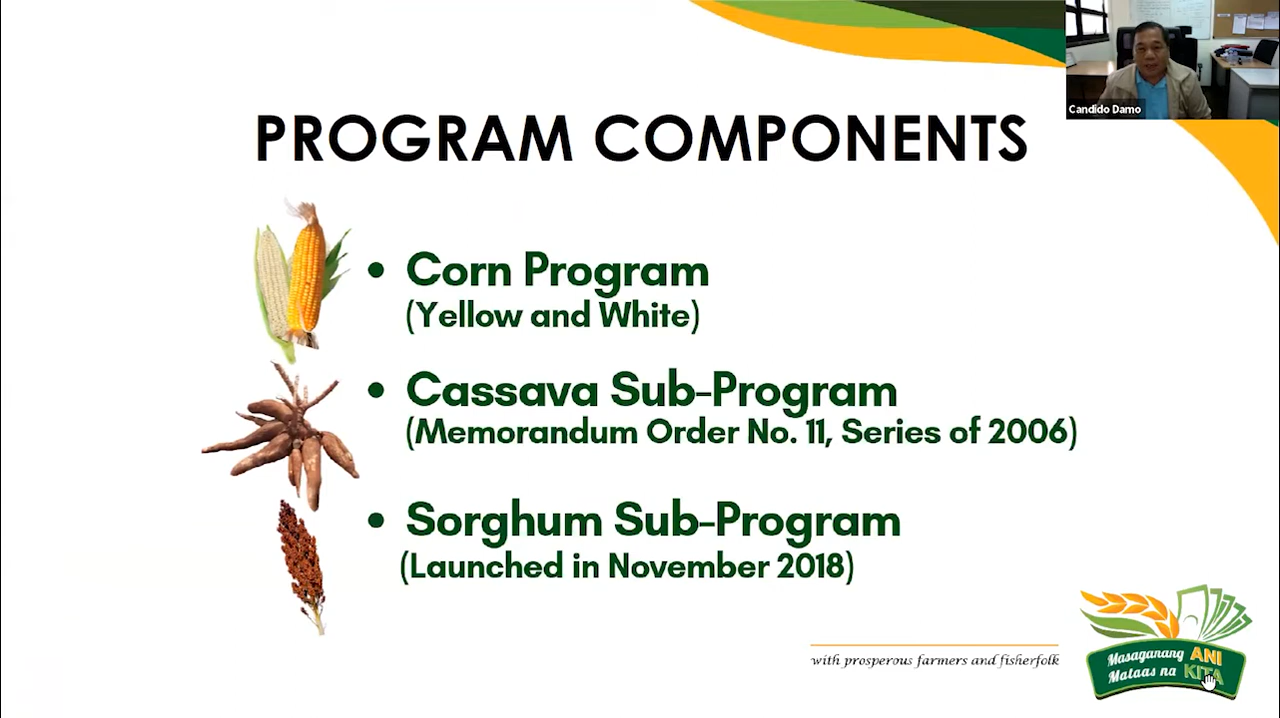 Candido Damo
PROGRAM COMPONENTS
• Corn Program
(Yellow and White)
• Cassava Sub-Program
(Memorandum Order No. 11, Series of 2006)
• Sorghum Sub-Program
(Launched in November 2018)
with prosperous farmers and fisherfolk
Masaganang ANI
Mataas na KITA